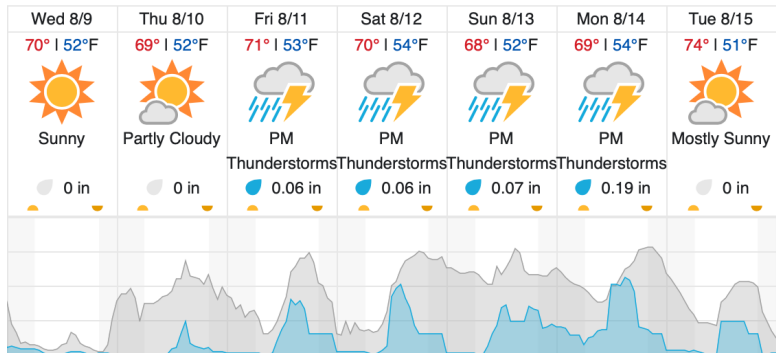 Wed 8/9 Thu 8/10 Fri 8/11 Sat 8/12 Sun 8/13 Mon 8/14 Tue 8/15
70° | 52°F 69° | 52°F 71° | 53°F 70° | 54°F 68° | 52°F 69° | 54°F 74° | 51°F
Sunny Partly Cloudy PM PM PM PM Mostly Sunny
Thunderstorms Thunderstorms Thunderstorms Thunderstorms
0 in 0 in 0.06 in 0.06 in 0.07 in 0.19 in 0 in